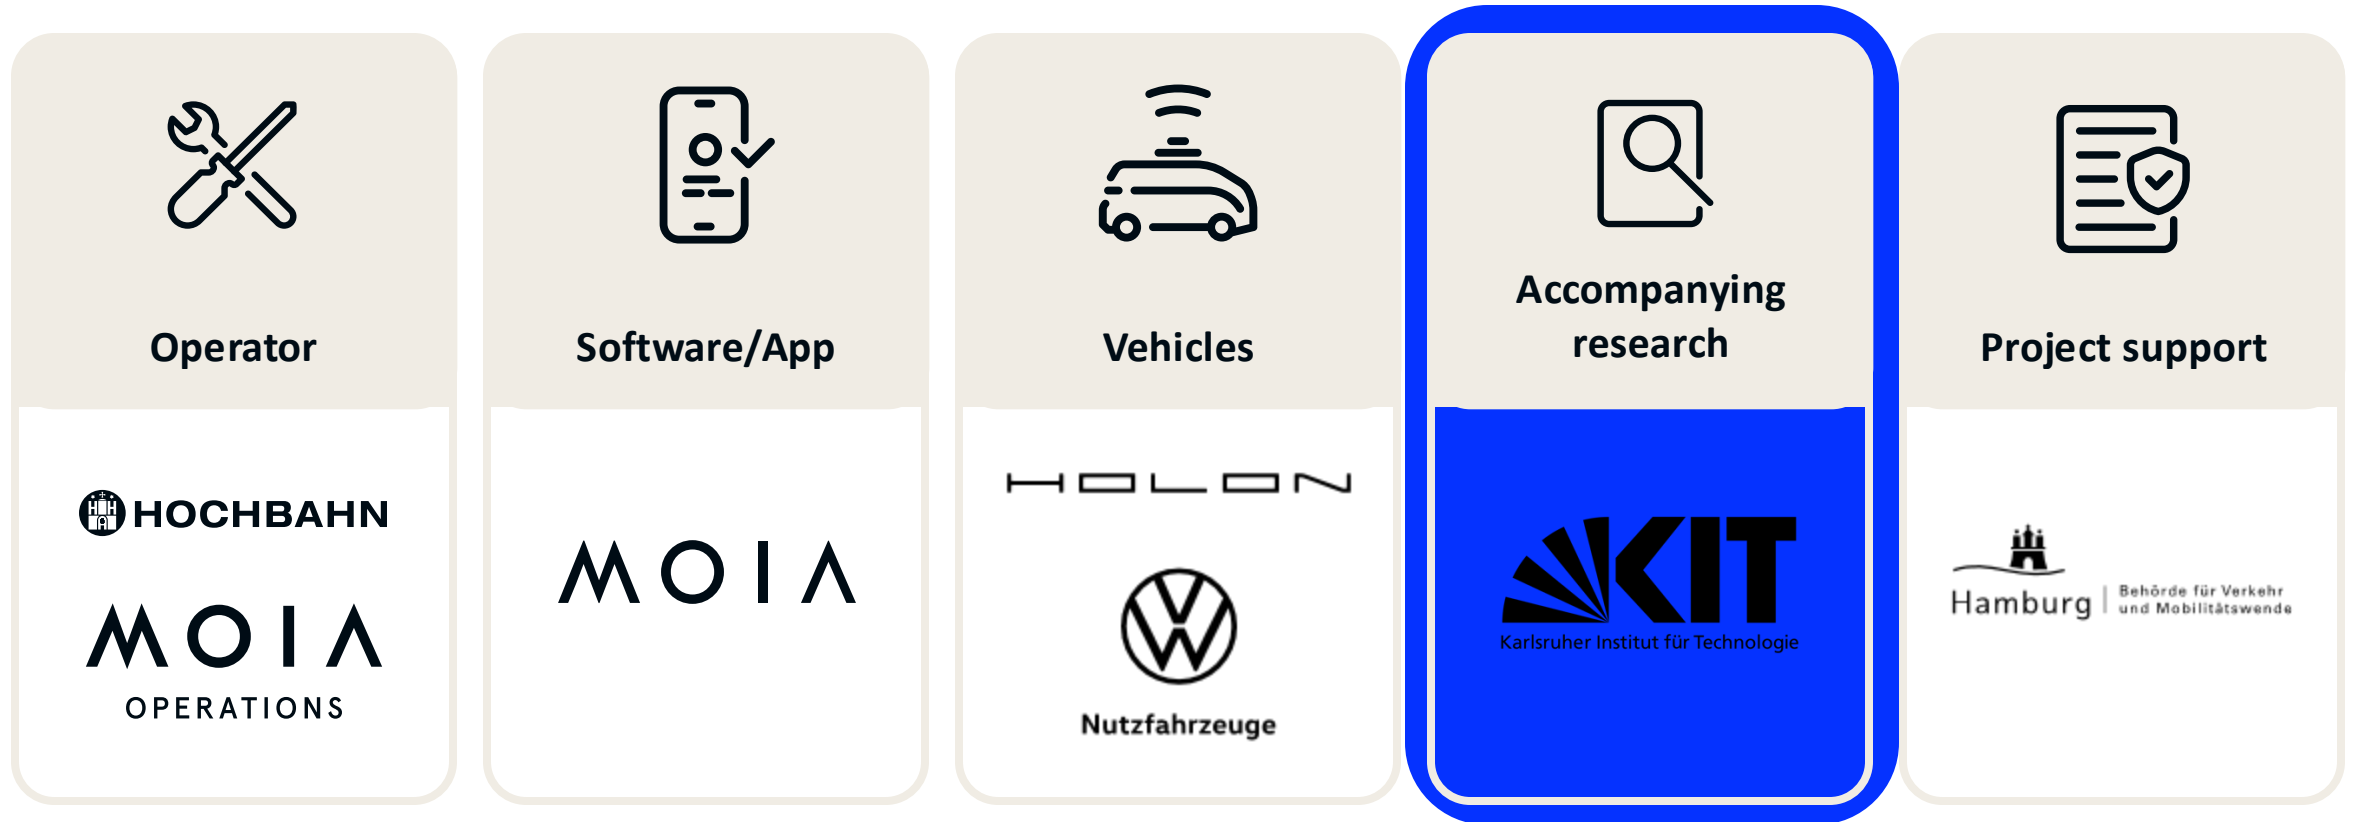 Operator
HOCHBAHN
MOIA
OPERATIONS
Software/App
MOIA
Vehicles
HOLON
Nutzfahrzeuge
Accompanying
research
KIT
Karlsruher Institut für Technologie
Project support
Hamburg
Behörde für Verkehr
und Mobilitätswende